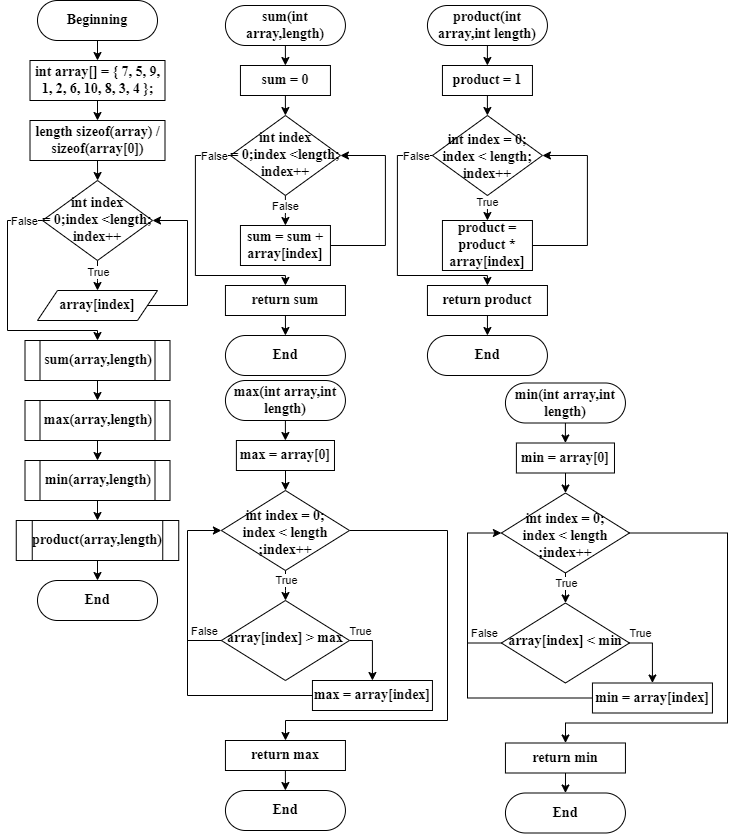 Beginning
int array[] = { 7, 5, 9,
1, 2, 6, 10, 8, 3, 4 };
length sizeof(array) /
sizeof(array[0])
int index
= 0;index <length;
index++
False
True
array[index]
sum(array,length)
max(array,length)
min(array,length)
product(array,length)
End
sum(int
array,length)
sum = 0
int index
= 0;index <length;
index++
False
False
sum = sum +
array[index]
return sum
End
product(int
array,int length)
product = 1
int index = 0;
index < length;
index++
False
True
product =
product *
array[index]
return product
End
max(int array,int
length)
max = array[0]
int index = 0;
index < length
;index++
True
array[index] > max
False
True
max = array[index]
return max
End
min(int array,int
length)
min = array[0]
int index = 0;
index < length
;index++
True
array[index] < min
False
True
min = array[index]
return min
End